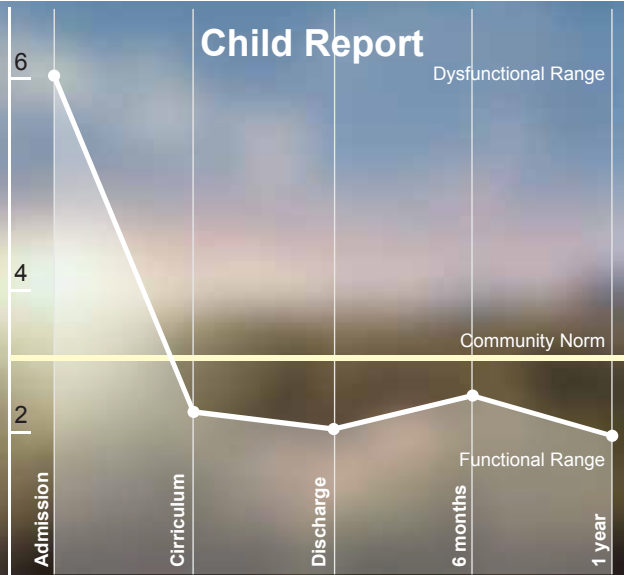 Child Report
6
Dysfunctional Range
4
Community Norm
2
Functional Range
Admission
Cirriculum
Discharge
6 months
1 year